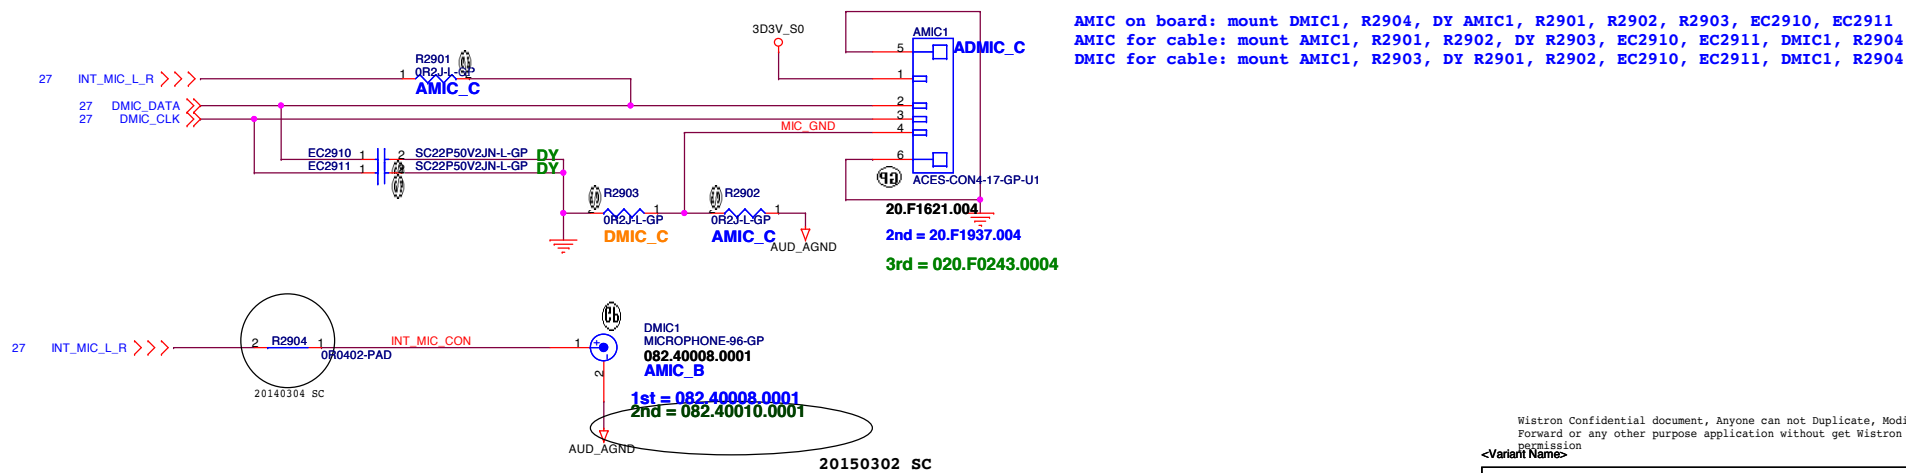 AMIC on board: mount DMIC1, R2904, DY AMIC1, R2901, R2902, R2903, EC2910, EC2911
AMIC for cable: mount AMIC1, R2901, R2902, DY R2903, EC2910, EC2911, DMIC1, R2904
DMIC for cable: mount AMIC1, R2903, DY R2901, R2902, EC2910, EC2911, DMIC1, R2904
3D3V_S0
AMIC1
ADMIC_C
5
R2901
0R2J-L-GP
AMIC_C
27 INT_MIC_L_R
1
1
27 DMIC_DATA
2
27 DMIC_CLK
3
MIC_GND
4
EC2910 1 2 SC22P50V2JN-L-GP DY
EC2911 1 SC22P50V2JN-L-GP DY
6
GP
ACES-CON4-17-GP-U1
R2903
1
0R2J-L-GP
DMIC_C
R2902
1
0R2J-L-GP
AMIC_C
AUD_AGND
20.F1621.004
2nd = 20.F1937.004
3rd = 020.F0243.0004
27 INT_MIC_L_R
2 R2904 1
0R0402-PAD
20140304 SC
INT_MIC_CON
1
2
DMIC1
MICROPHONE-96-GP
082.40008.0001
AMIC_B
1st = 082.40008.0001
2nd = 082.40010.0001
AUD_AGND
20150302 SC
Wistron Confidential document, Anyone can not Duplicate, Modi
Forward or any other purpose application without get Wistron
permission
<Variant Name>